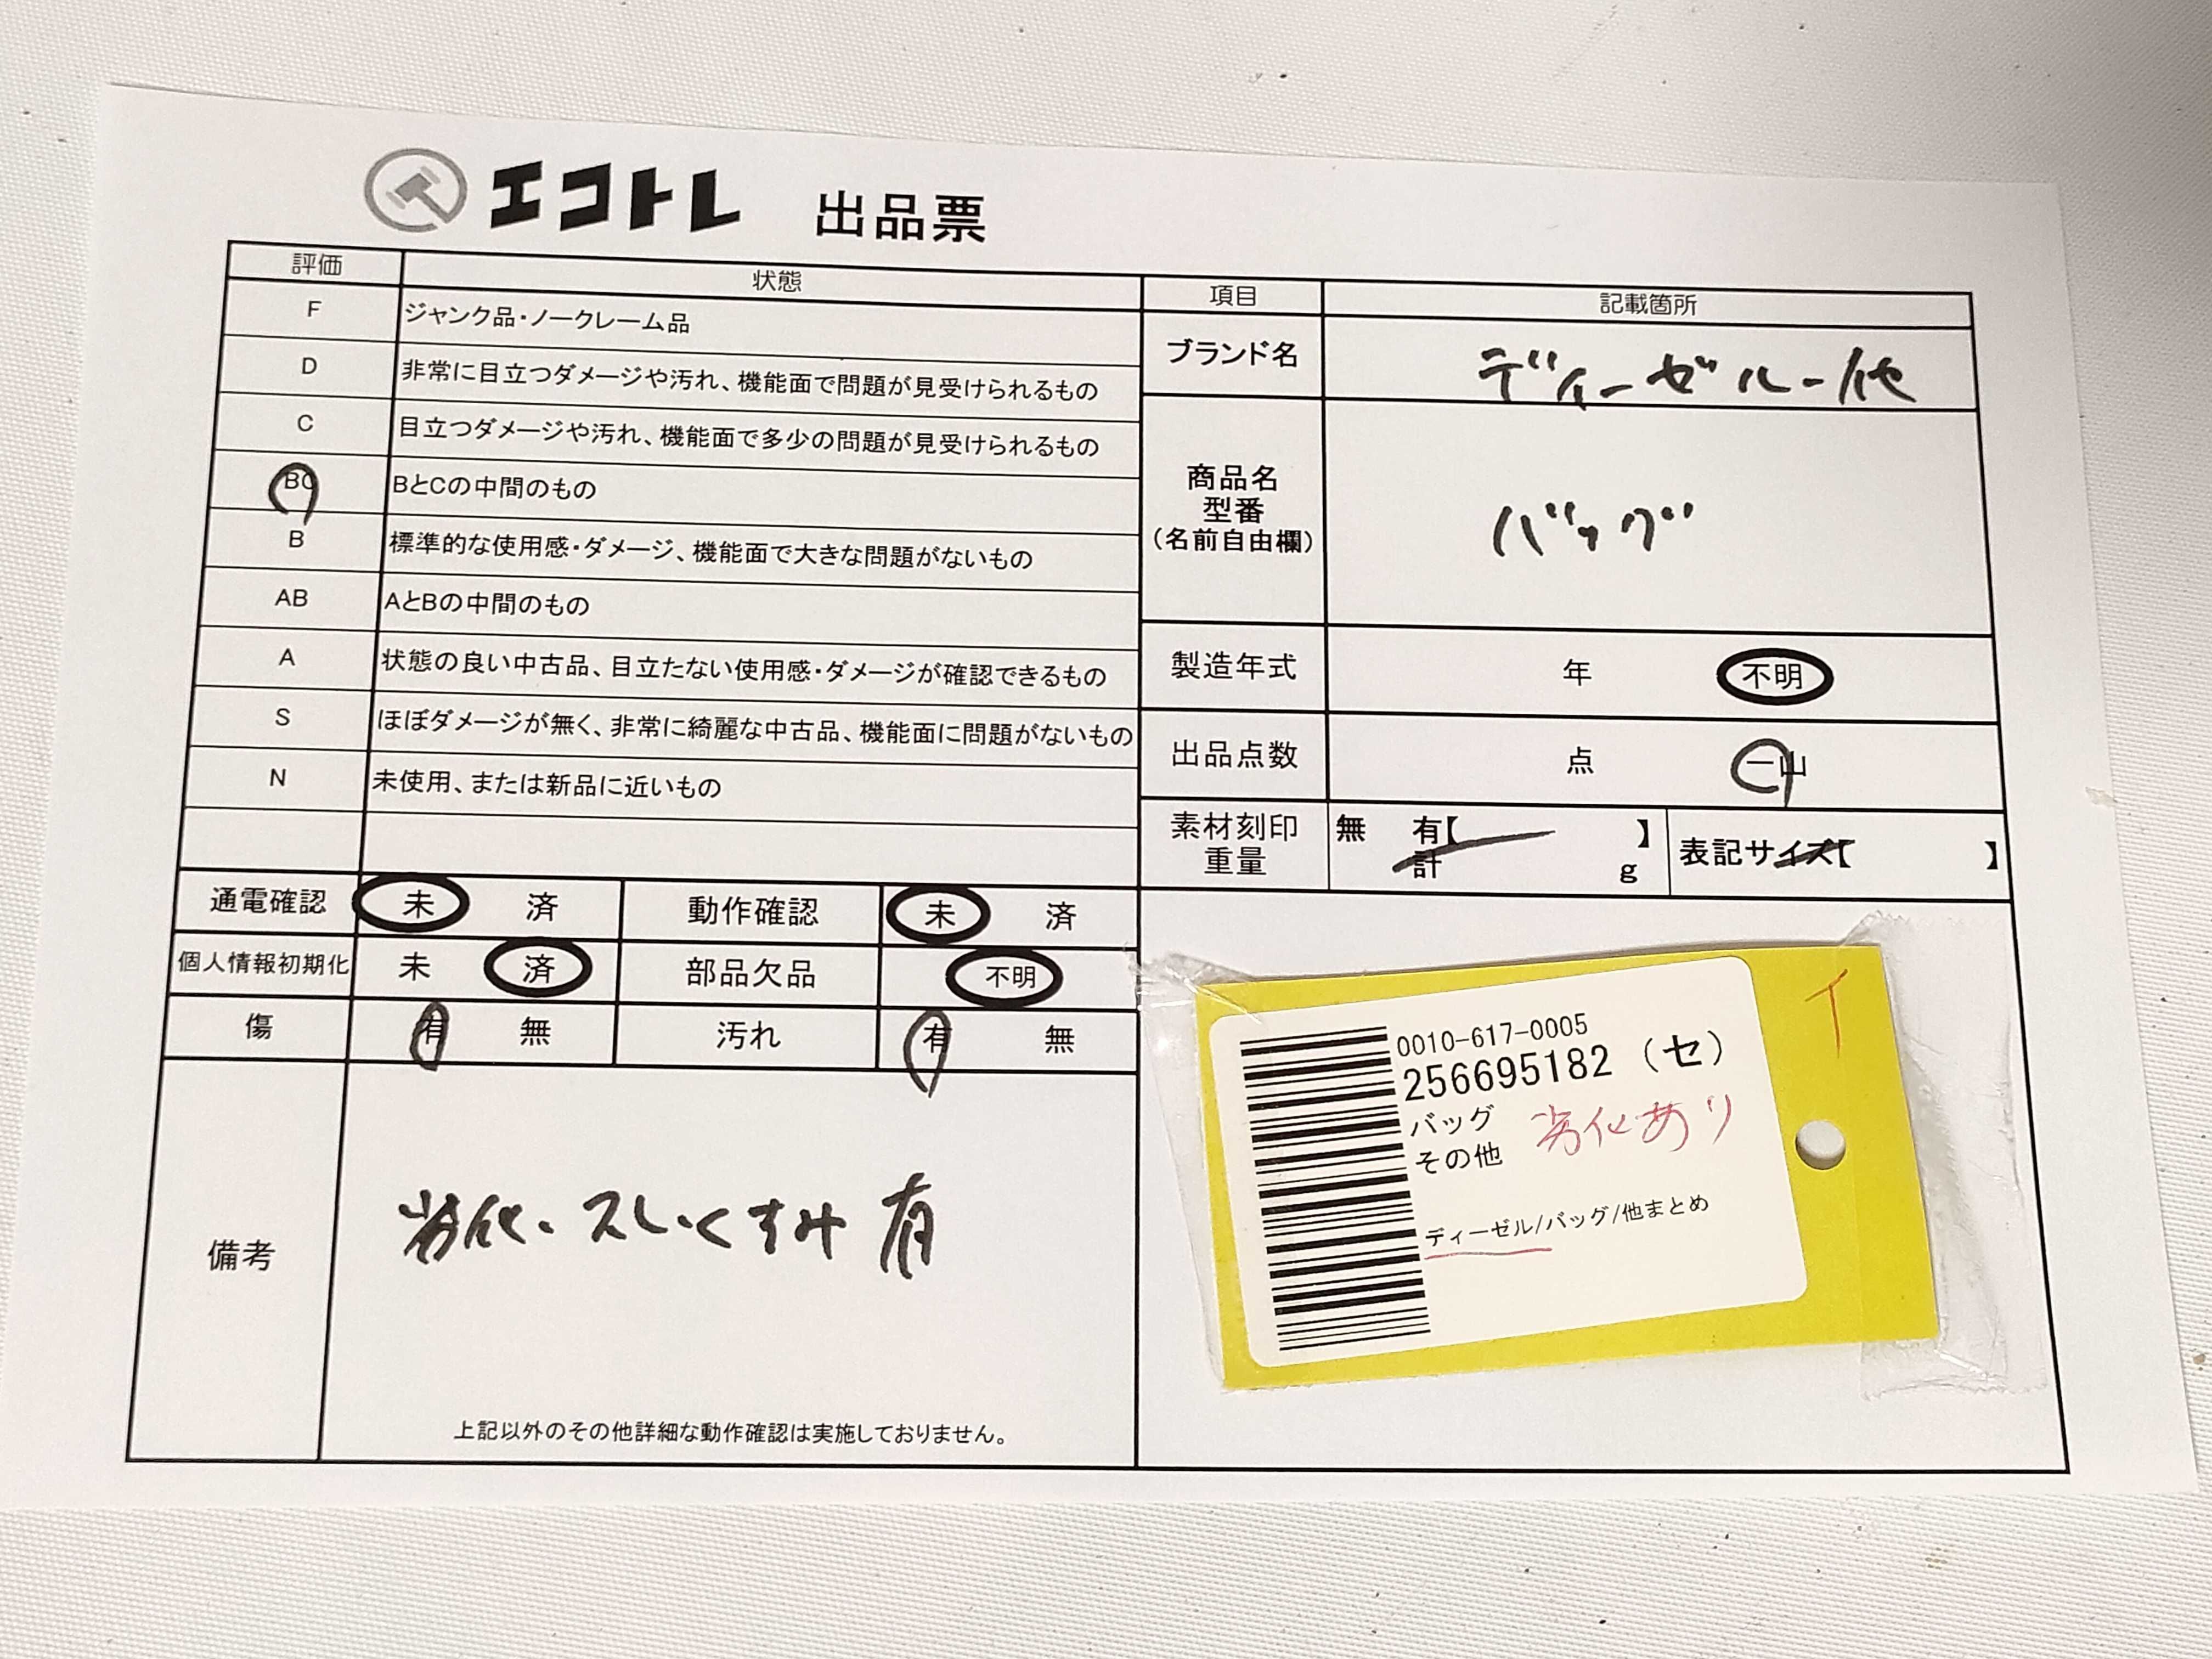 エコトレ 出品票
評価 状態
F ジャンク品・ノークレーム品
D 非常に目立つダメージや汚れ、機能面で問題が見受けられるもの
C 目立つダメージや汚れ、機能面で多少の問題が見受けられるもの
BC BとCの中間のもの
B 標準的な使用感・ダメージ、機能面で大きな問題がないもの
AB AとBの中間のもの
A 状態の良い中古品、目立たない使用感・ダメージが確認できるもの
S ほぼダメージが無く、非常に綺麗な中古品、機能面に問題がないもの
N 未使用、または新品に近いもの
通電確認 未 済 動作確認 未 済
個人情報初期化 未 済 部品欠品 不明
傷 有 無 汚れ 有 無
備考
劣化・スレ・くすみ 有
上記以外のその他詳細な動作確認は実施しておりません。
項目 記載箇所
ブランド名 ディーゼル-他
商品名
型番
(名前自由欄)
バッグ
製造年式 年 不明
出品点数 点 一山
素材刻印
重量
無 有【 】
計 g
表記サイズ【 】
イ
0010-617-0005
256695182 (セ)
バッグ
その他
劣化あり
ディーゼル/バッグ/他まとめ